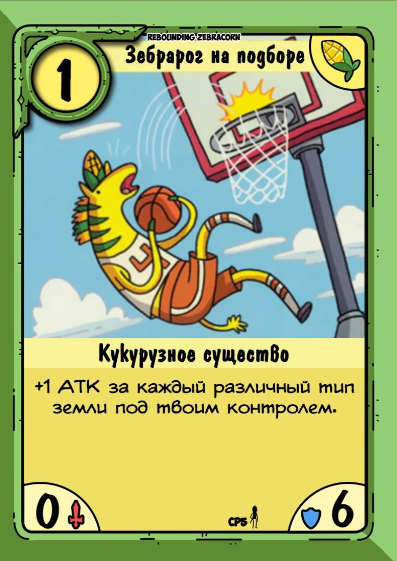 REBOUNDING ZEBRACORN
1
Зебрарог на подборе
Кукурузное существо
+1 АТК за каждый различный тип
земли под твоим контролем.
0
CP5
6